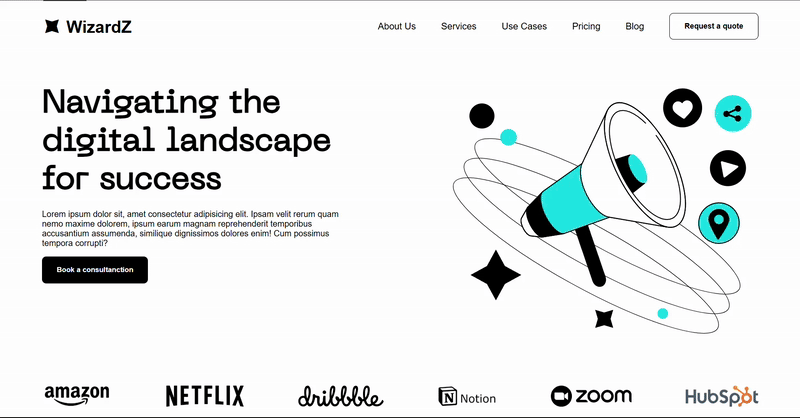 WizardZ
About Us
Services
Use Cases
Pricing
Blog
Request a quote
Navigating the
digital landscape
for success
Lorem ipsum dolor sit, amet consectetur adipisicing elit. Ipsam velit rerum quam
nemo maxime dolorem, ipsum earum magnam reprehenderit temporibus
accusantium assumenda, similique dignissimos dolores enim! Cum possimus
tempora corrupti?
Book a consultanction
amazon
NETFLIX
dribbble
Notion
zoom
HubSpot